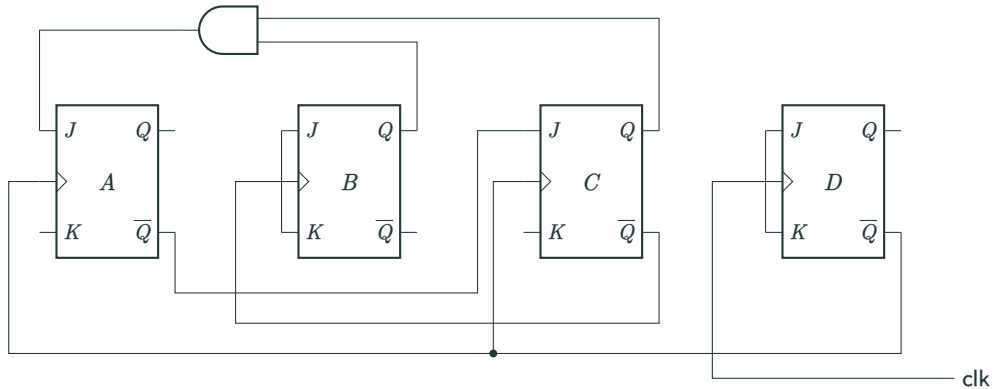 J Q J Q J Q J Q
A B C D
K Q̅ K Q̅ K Q̅ K Q̅
clk